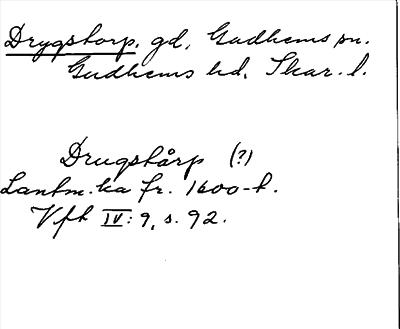 Drygstorp. gd, Gudhems sn.
Gudhems hd, Skar. l.
Drugstårp (?)
Lantm. ka fr. 1600-t.
Vfk IV: 9, s. 92.